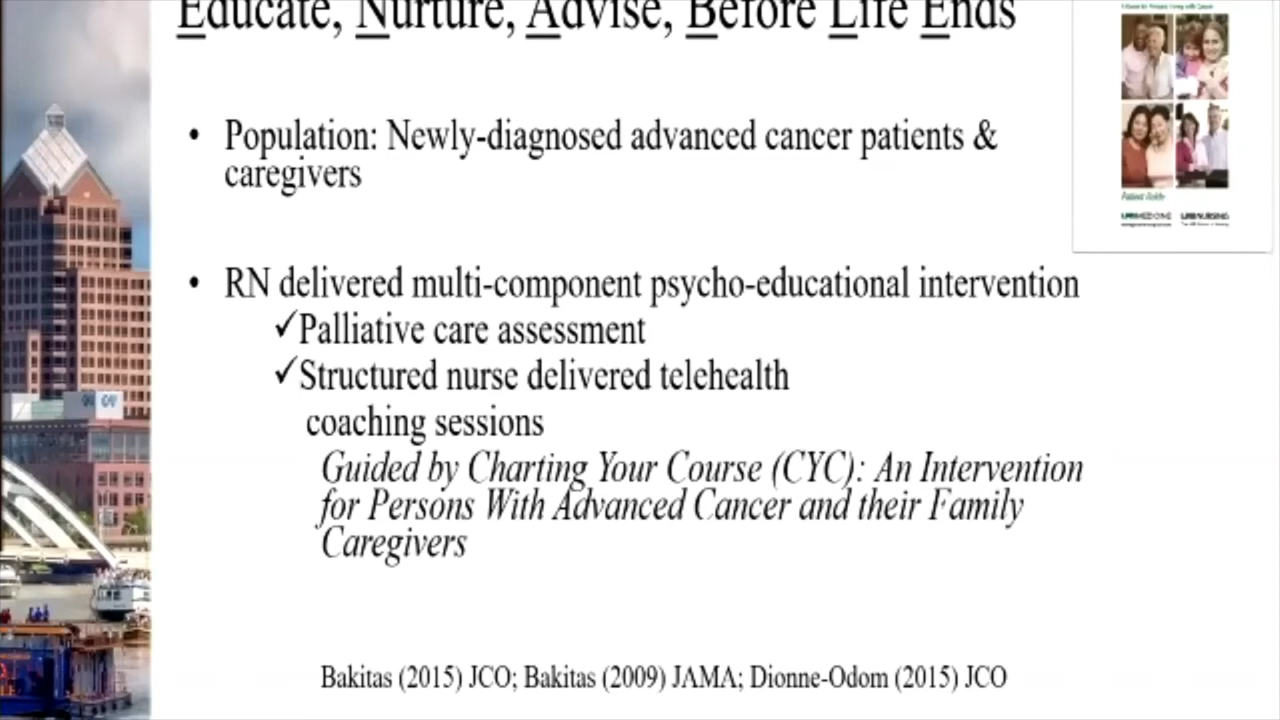 Educate, Nurture, Advise, Before Life Ends
• Population: Newly-diagnosed advanced cancer patients &
caregivers
• RN delivered multi-component psycho-educational intervention
✓Palliative care assessment
✓Structured nurse delivered telehealth
coaching sessions
Guided by Charting Your Course (CYC): An Intervention
for Persons With Advanced Cancer and their Family
Caregivers
Bakitas (2015) JCO; Bakitas (2009) JAMA; Dionne-Odom (2015) JCO